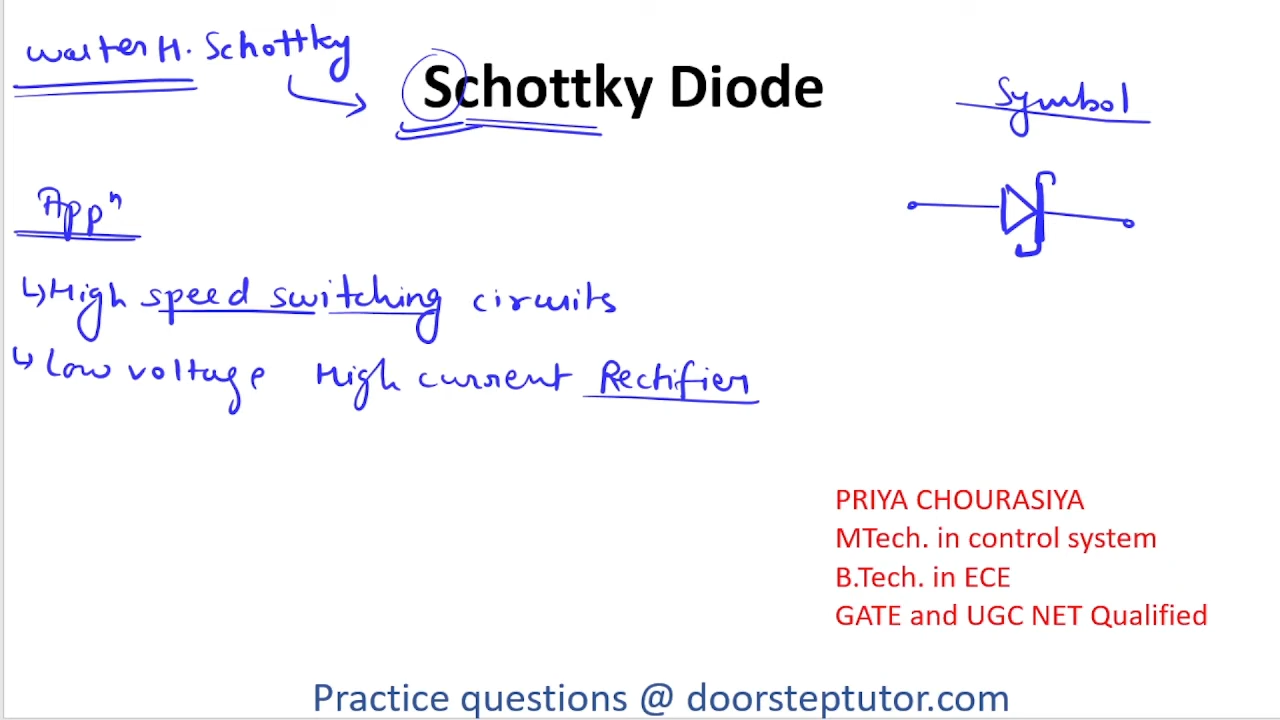 Walter H. Schottky
Schottky Diode
Symbol
Appⁿ
↳ High speed switching circuits
↳ Low voltage High current Rectifier
PRIYA CHOURASIYA
MTech. in control system
B.Tech. in ECE
GATE and UGC NET Qualified
Practice questions @ doorsteptutor.com